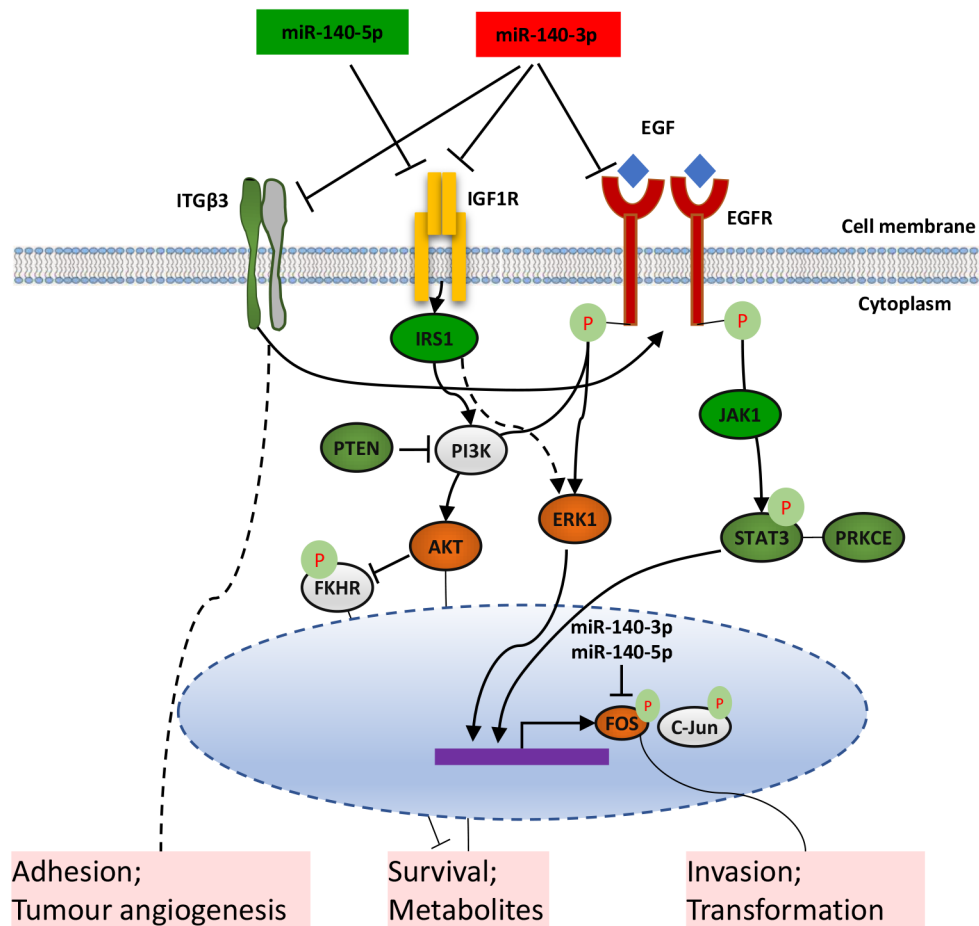 miR-140-5p
miR-140-3p
EGF
ITGβ3
IGF1R
EGFR
Cell membrane
Cytoplasm
P
P
IRS1
JAK1
PTEN
PI3K
P
ERK1
STAT3
PRKCE
AKT
P
FKHR
miR-140-3p
miR-140-5p
P
P
FOS
C-Jun
Adhesion;
Tumour angiogenesis
Survival;
Metabolites
Invasion;
Transformation